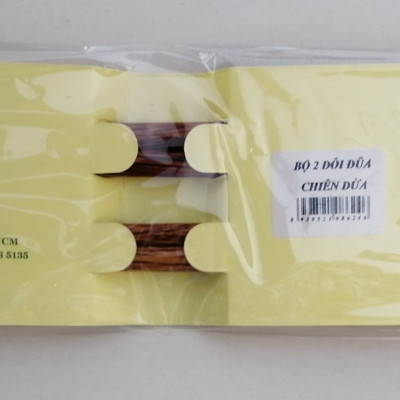 BỘ 2 ĐÔI ĐŨA
CHIÊN DỪA
CM
5135